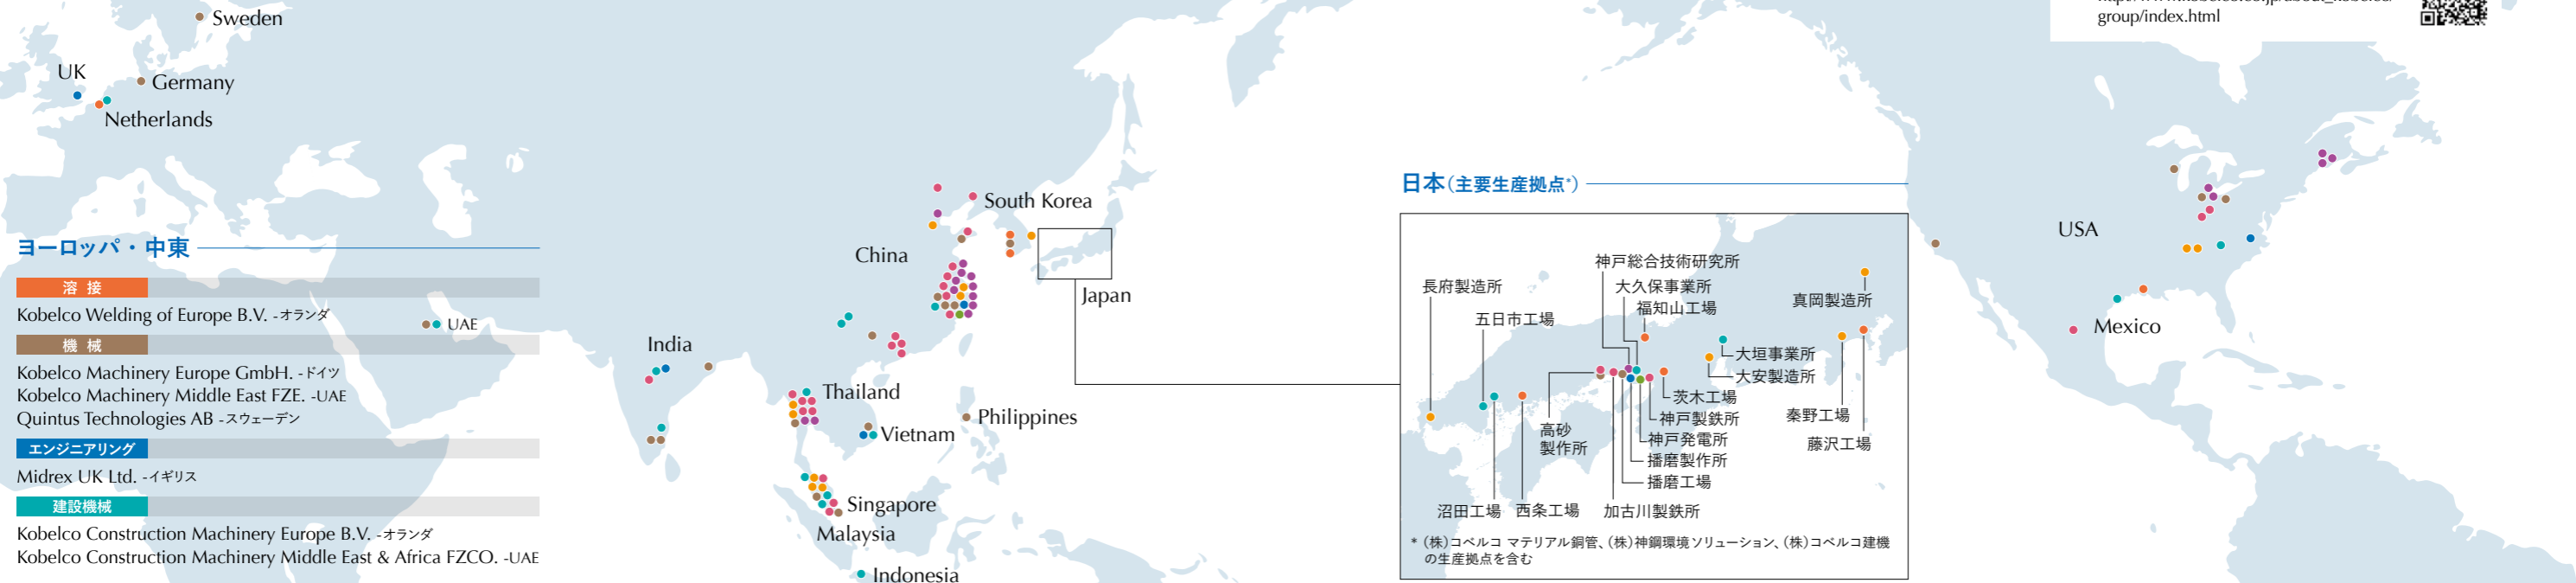 group/index.html
Sweden
UK
Germany
Netherlands
ヨーロッパ・中東
溶 接
Kobelco Welding of Europe B.V. -オランダ
機 械
Kobelco Machinery Europe GmbH. -ドイツ
Kobelco Machinery Middle East FZE. -UAE
Quintus Technologies AB -スウェーデン
エンジニアリング
Midrex UK Ltd. -イギリス
建設機械
Kobelco Construction Machinery Europe B.V. -オランダ
Kobelco Construction Machinery Middle East & Africa FZCO. -UAE
UAE
India
China
South Korea
Japan
Thailand
Vietnam
Philippines
Singapore
Malaysia
Indonesia
日本(主要生産拠点*)
長府製造所
五日市工場
神戸総合技術研究所
大久保事業所
福知山工場
真岡製造所
大垣事業所
大安製造所
茨木工場
神戸製鉄所
神戸発電所
播磨製作所
播磨工場
秦野工場
藤沢工場
高砂
製作所
沼田工場
西条工場
加古川製鉄所
* (株)コベルコ マテリアル銅管、(株)神鋼環境ソリューション、(株)コベルコ建機
の生産拠点を含む
USA
Mexico